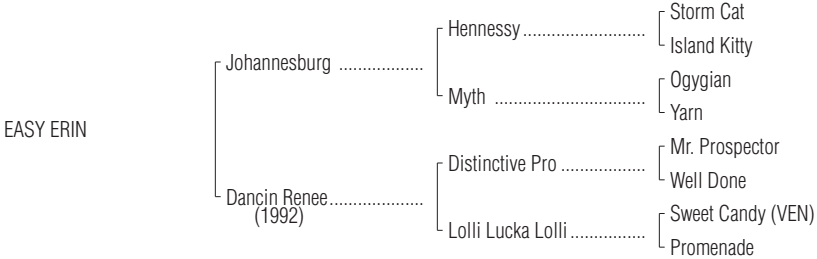 Storm Cat
Hennessy ..........................
Island Kitty
Johannesburg ..................
Ogygian
Myth ................................
Yarn
EASY ERIN
Mr. Prospector
Distinctive Pro ..................
Well Done
Dancin Renee....................
(1992)
Sweet Candy (VEN)
Lolli Lucka Lolli ................
Promenade